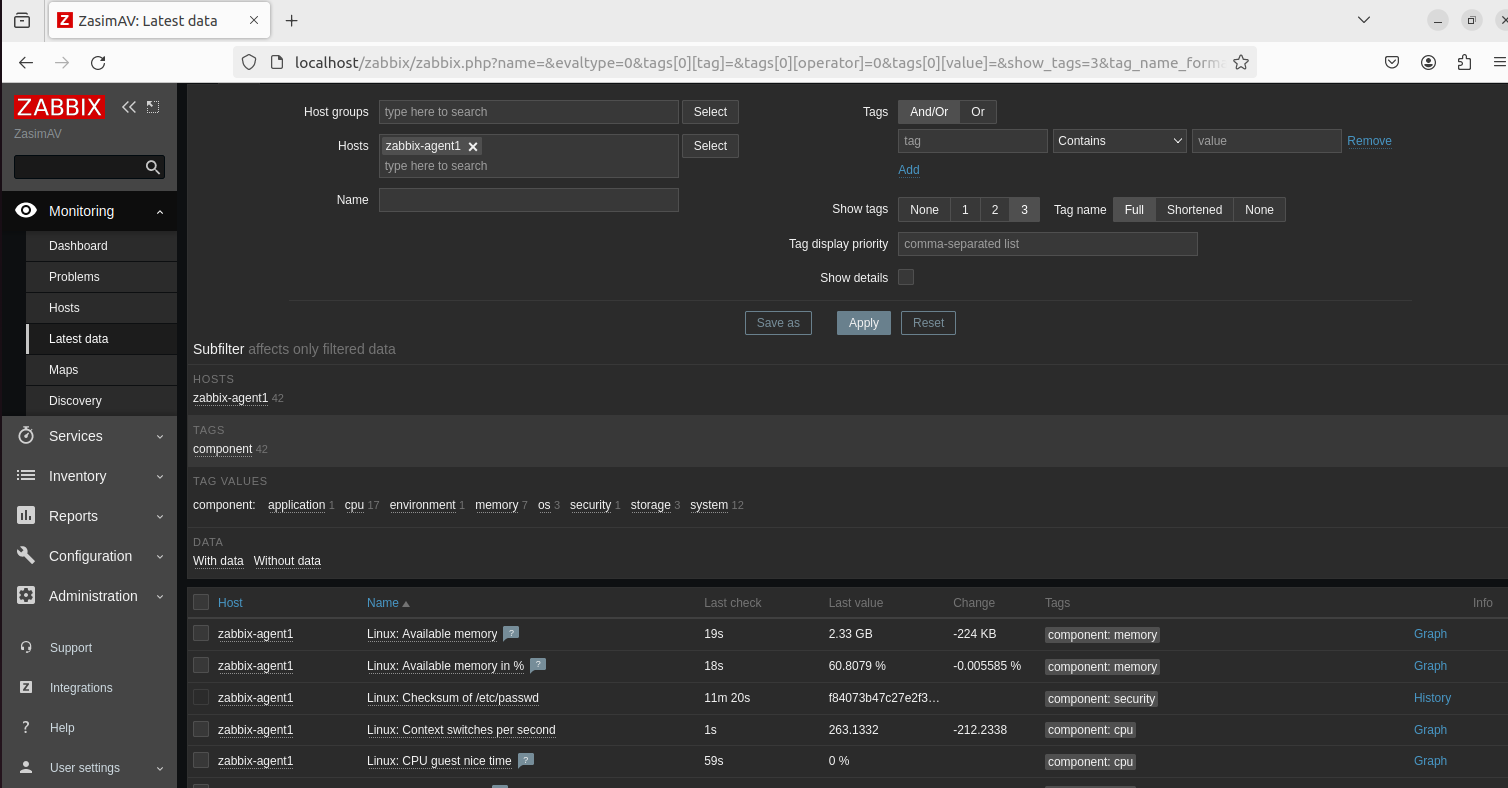 ZasimAV: Latest data
localhost/zabbix/zabbix.php?name=&evaltype=0&tags[0][tag]=&tags[0][operator]=0&tags[0][value]=&show_tags=3&tag_name_forma
ZABBIX
ZasimAV
Monitoring
Dashboard
Problems
Hosts
Latest data
Maps
Discovery
Services
Inventory
Reports
Configuration
Administration
Support
Integrations
Help
User settings
Host groups type here to search Select
Hosts zabbix-agent1 Select
type here to search
Name
Tags And/Or Or
tag Contains value Remove
Add
Show tags None 1 2 3 Tag name Full Shortened None
Tag display priority comma-separated list
Show details
Save as Apply Reset
Subfilter affects only filtered data
HOSTS
zabbix-agent1 42
TAGS
component 42
TAG VALUES
component: application 1 cpu 17 environment 1 memory 7 os 3 security 1 storage 3 system 12
DATA
With data Without data
Host Name Last check Last value Change Tags Info
zabbix-agent1 Linux: Available memory ? 19s 2.33 GB -224 KB component: memory Graph
zabbix-agent1 Linux: Available memory in % ? 18s 60.8079 % -0.005585 % component: memory Graph
zabbix-agent1 Linux: Checksum of /etc/passwd 11m 20s f84073b47c27e2f3... component: security History
zabbix-agent1 Linux: Context switches per second 1s 263.1332 -212.2338 component: cpu Graph
zabbix-agent1 Linux: CPU guest nice time ? 59s 0 % component: cpu Graph